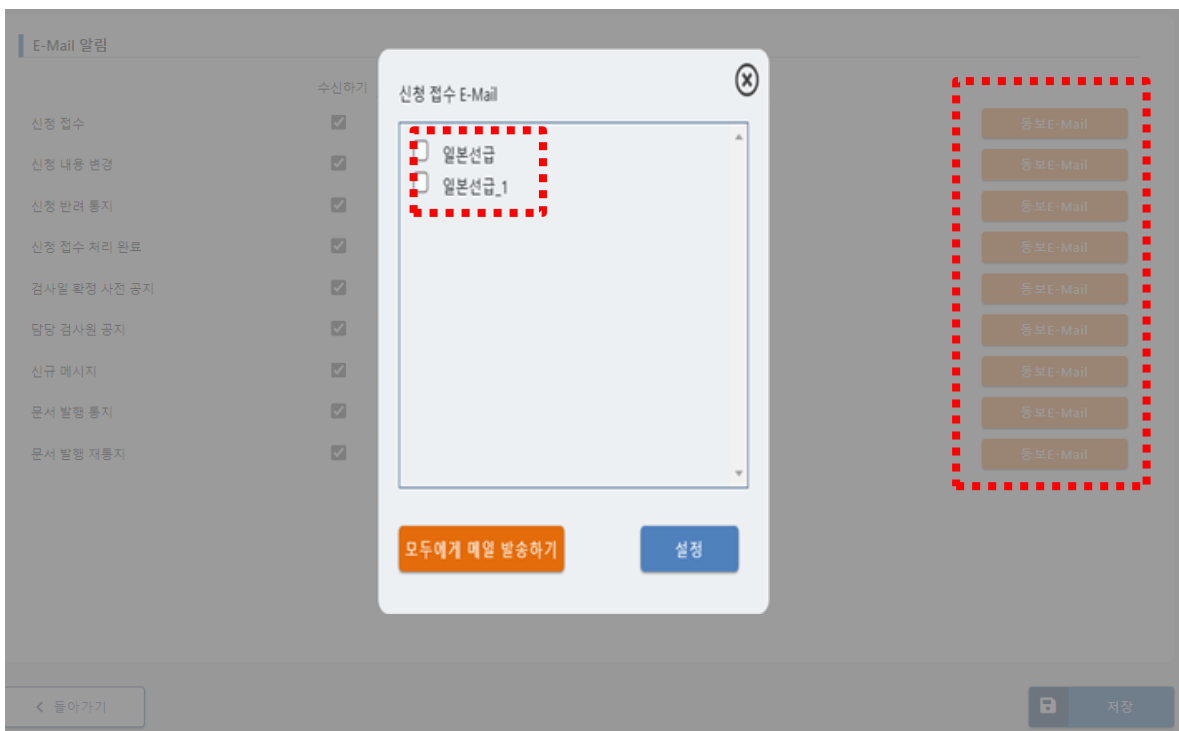 E-Mail 알림
수신하기
신청 접수
동보E-Mail
신청 내용 변경
동보E-Mail
신청 반려 통지
동보E-Mail
신청 접수 처리 완료
동보E-Mail
검사일 확정 사전 공지
동보E-Mail
담당 검사원 공지
동보E-Mail
신규 메시지
동보E-Mail
문서 발행 통지
동보E-Mail
문서 발행 재통지
동보E-Mail
신청 접수 E-Mail
일본선급
일본선급_1
모두에게 메일 발송하기
설정
돌아가기
저장